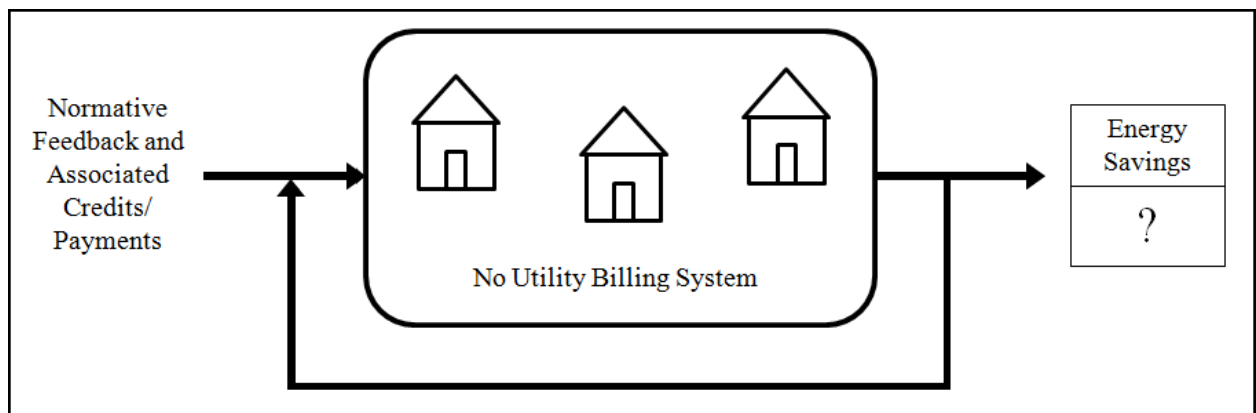 Normative
Feedback and
Associated
Credits/
Payments
No Utility Billing System
Energy
Savings
?